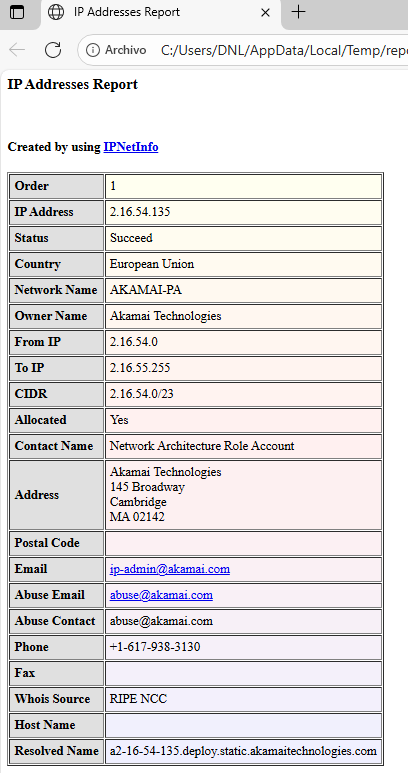 IP Addresses Report
Archivo C:/Users/DNL/AppData/Local/Temp/repo
IP Addresses Report
Created by using IPNetInfo
Order 1
IP Address 2.16.54.135
Status Succeed
Country European Union
Network Name AKAMAI-PA
Owner Name Akamai Technologies
From IP 2.16.54.0
To IP 2.16.55.255
CIDR 2.16.54.0/23
Allocated Yes
Contact Name Network Architecture Role Account
Address Akamai Technologies
145 Broadway
Cambridge
MA 02142
Postal Code
Email ip-admin@akamai.com
Abuse Email abuse@akamai.com
Abuse Contact abuse@akamai.com
Phone +1-617-938-3130
Fax
Whois Source RIPE NCC
Host Name
Resolved Name a2-16-54-135.deploy.static.akamaitechnologies.com